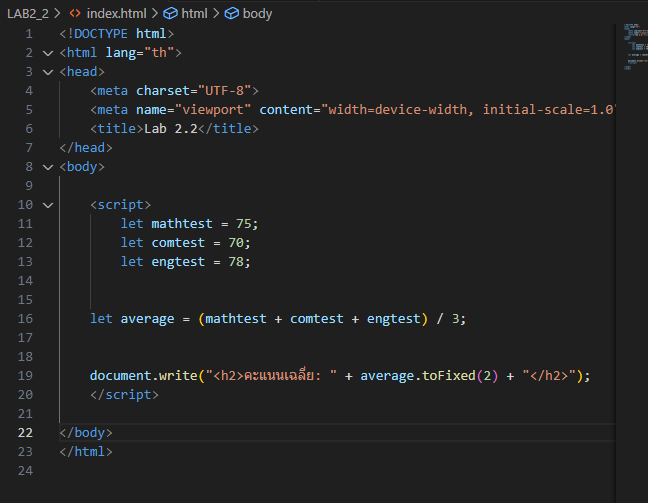 LAB2_2 > index.html > html > body
1 <!DOCTYPE html>
2 <html lang="th">
3 <head>
4 <meta charset="UTF-8">
5 <meta name="viewport" content="width=device-width, initial-scale=1.0"
6 <title>Lab 2.2</title>
7 </head>
8 <body>
9
10 <script>
11 let mathtest = 75;
12 let comtest = 70;
13 let engtest = 78;
14
15
16 let average = (mathtest + comtest + engtest) / 3;
17
18
19 document.write("<h2>คะแนนเฉลี่ย: " + average.toFixed(2) + "</h2>");
20 </script>
21
22 </body>
23 </html>
24